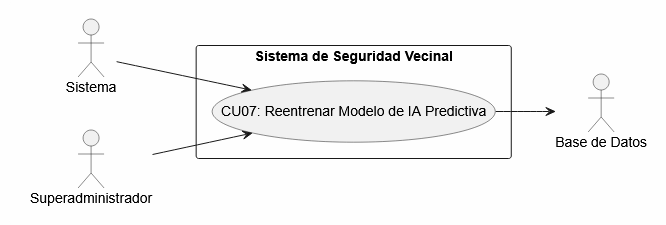 Sistema de Seguridad Vecinal
Sistema
CU07: Reentrenar Modelo de IA Predictiva
Base de Datos
Superadministrador